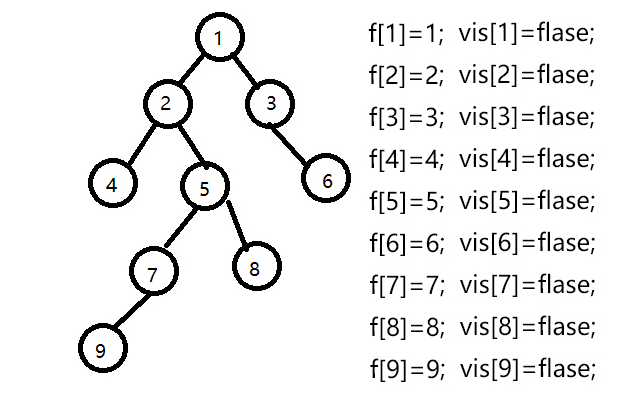 1
2
3
4
5
6
7
8
9
f[1]=1; vis[1]=flase;
f[2]=2; vis[2]=flase;
f[3]=3; vis[3]=flase;
f[4]=4; vis[4]=flase;
f[5]=5; vis[5]=flase;
f[6]=6; vis[6]=flase;
f[7]=7; vis[7]=flase;
f[8]=8; vis[8]=flase;
f[9]=9; vis[9]=flase;